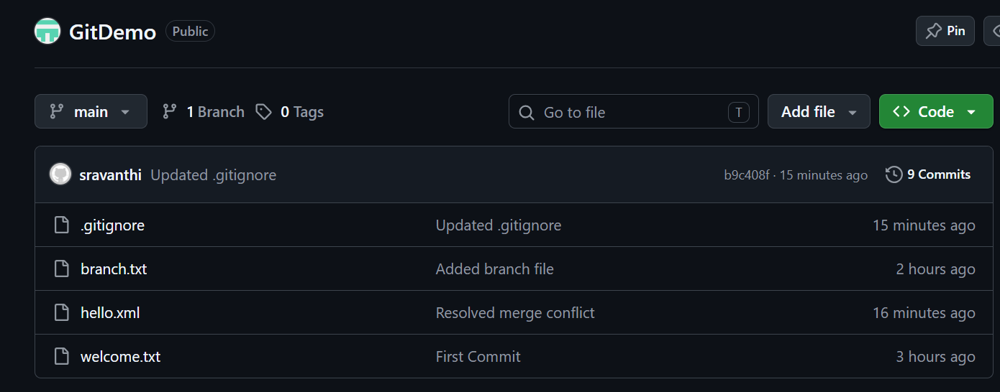 GitDemo Public Pin
main 1 Branch 0 Tags Go to file T Add file Code
sravanthi Updated .gitignore b9c408f · 15 minutes ago 9 Commits
.gitignore Updated .gitignore 15 minutes ago
branch.txt Added branch file 2 hours ago
hello.xml Resolved merge conflict 16 minutes ago
welcome.txt First Commit 3 hours ago